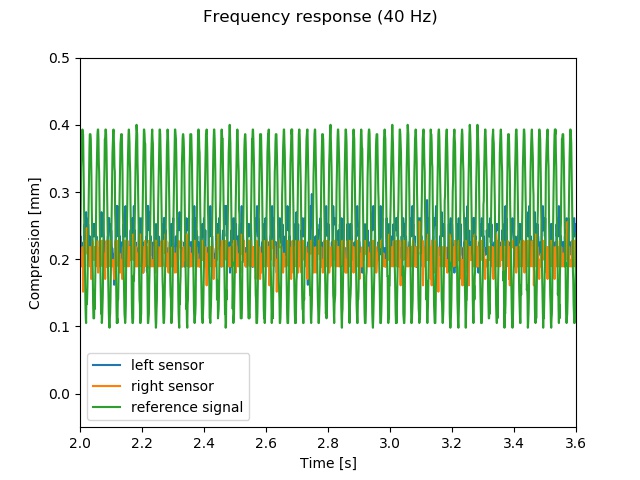 Frequency response (40 Hz)
Compression [mm]
0.5
0.4
0.3
0.2
0.1
0.0
left sensor
right sensor
reference signal
2.0 2.2 2.4 2.6 2.8 3.0 3.2 3.4 3.6
Time [s]